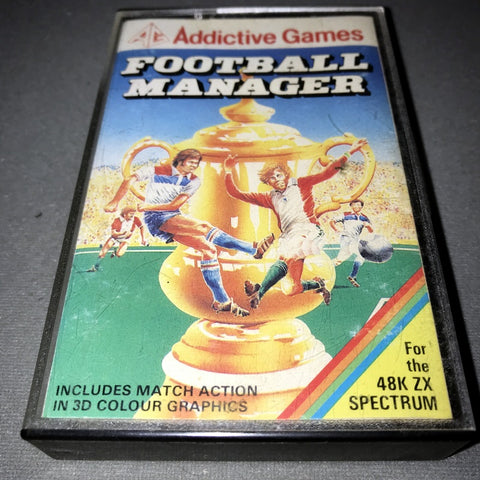 Addictive Games
FOOTBALL
MANAGER
For
the
48K ZX
SPECTRUM
INCLUDES MATCH ACTION
IN 3D COLOUR GRAPHICS